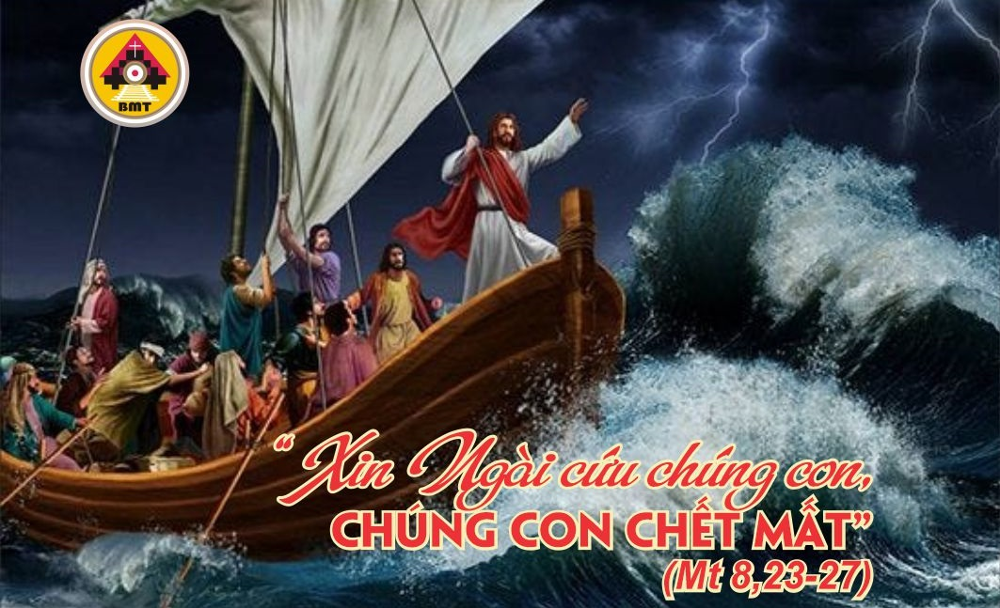 BMT
“Xin Ngài cứu chúng con,
CHÚNG CON CHẾT MẤT”
(Mt 8,23-27)